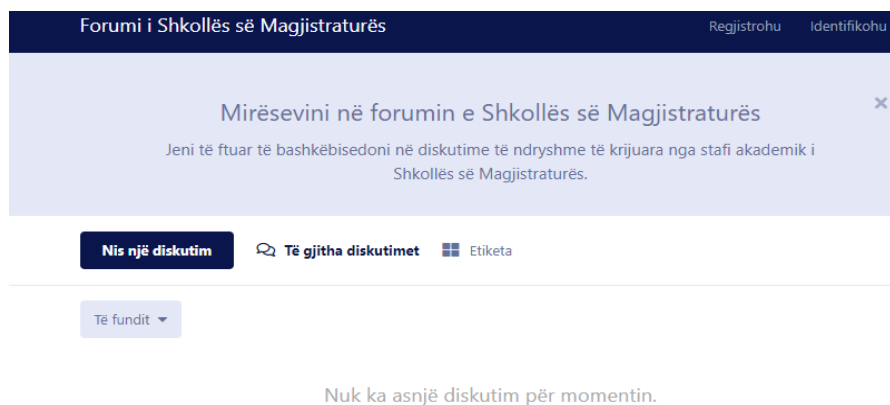 Forumi i Shkollës së Magjistraturës Regjistrohu Identifikohu
Mirësevini në forumin e Shkollës së Magjistraturës
Jeni të ftuar të bashkëbisedoni në diskutime të ndryshme të krijuara nga stafi akademik i
Shkollës së Magjistraturës.
Nis një diskutim Të gjitha diskutimet Etiketa
Të fundit
Nuk ka asnjë diskutim për momentin.